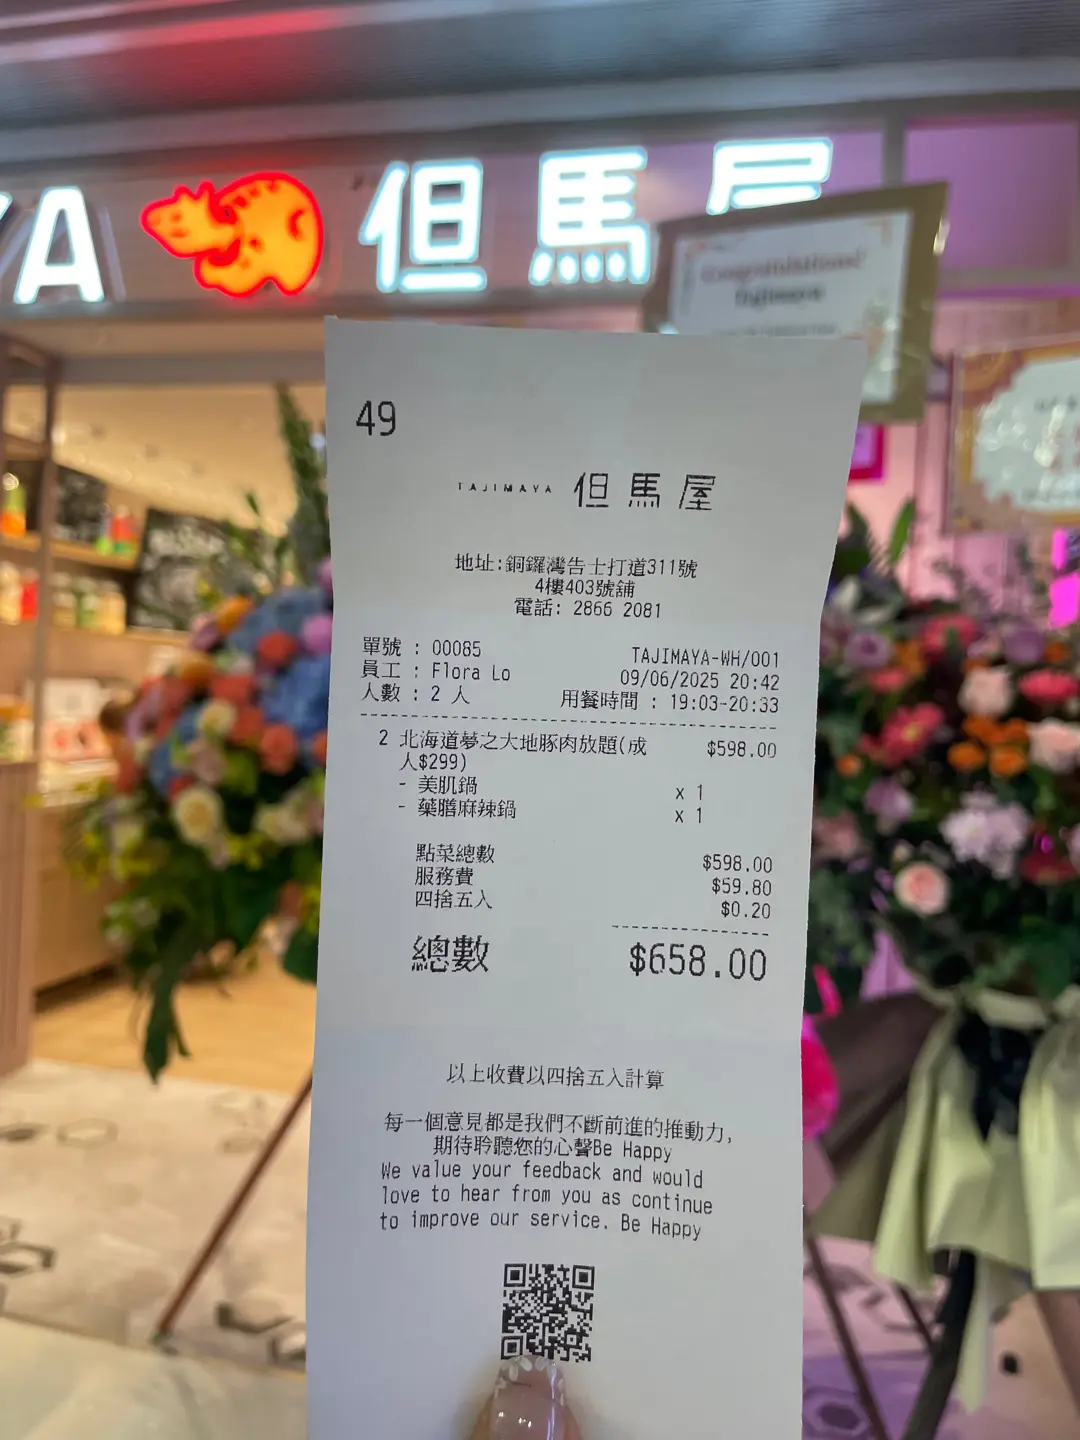 YA 但馬屋
Congratulations!
Tajimaya
49
TAJIMAYA 但馬屋
地址:銅鑼灣告士打道311號
4樓403號舖
電話: 2866 2081
單號 : 00085 TAJIMAYA-WH/001
員工 : Flora Lo 09/06/2025 20:42
人數 : 2 人 用餐時間 : 19:03-20:33
2 北海道夢之大地豚肉放題(成 $598.00
人$299)
- 美肌鍋 x 1
- 藥膳麻辣鍋 x 1
點菜總數 $598.00
服務費 $59.80
四捨五入 $0.20
總數 $658.00
以上收費以四捨五入計算
每一個意見都是我們不斷前進的推動力,
期待聆聽您的心聲Be Happy
We value your feedback and would
love to hear from you as continue
to improve our service. Be Happy